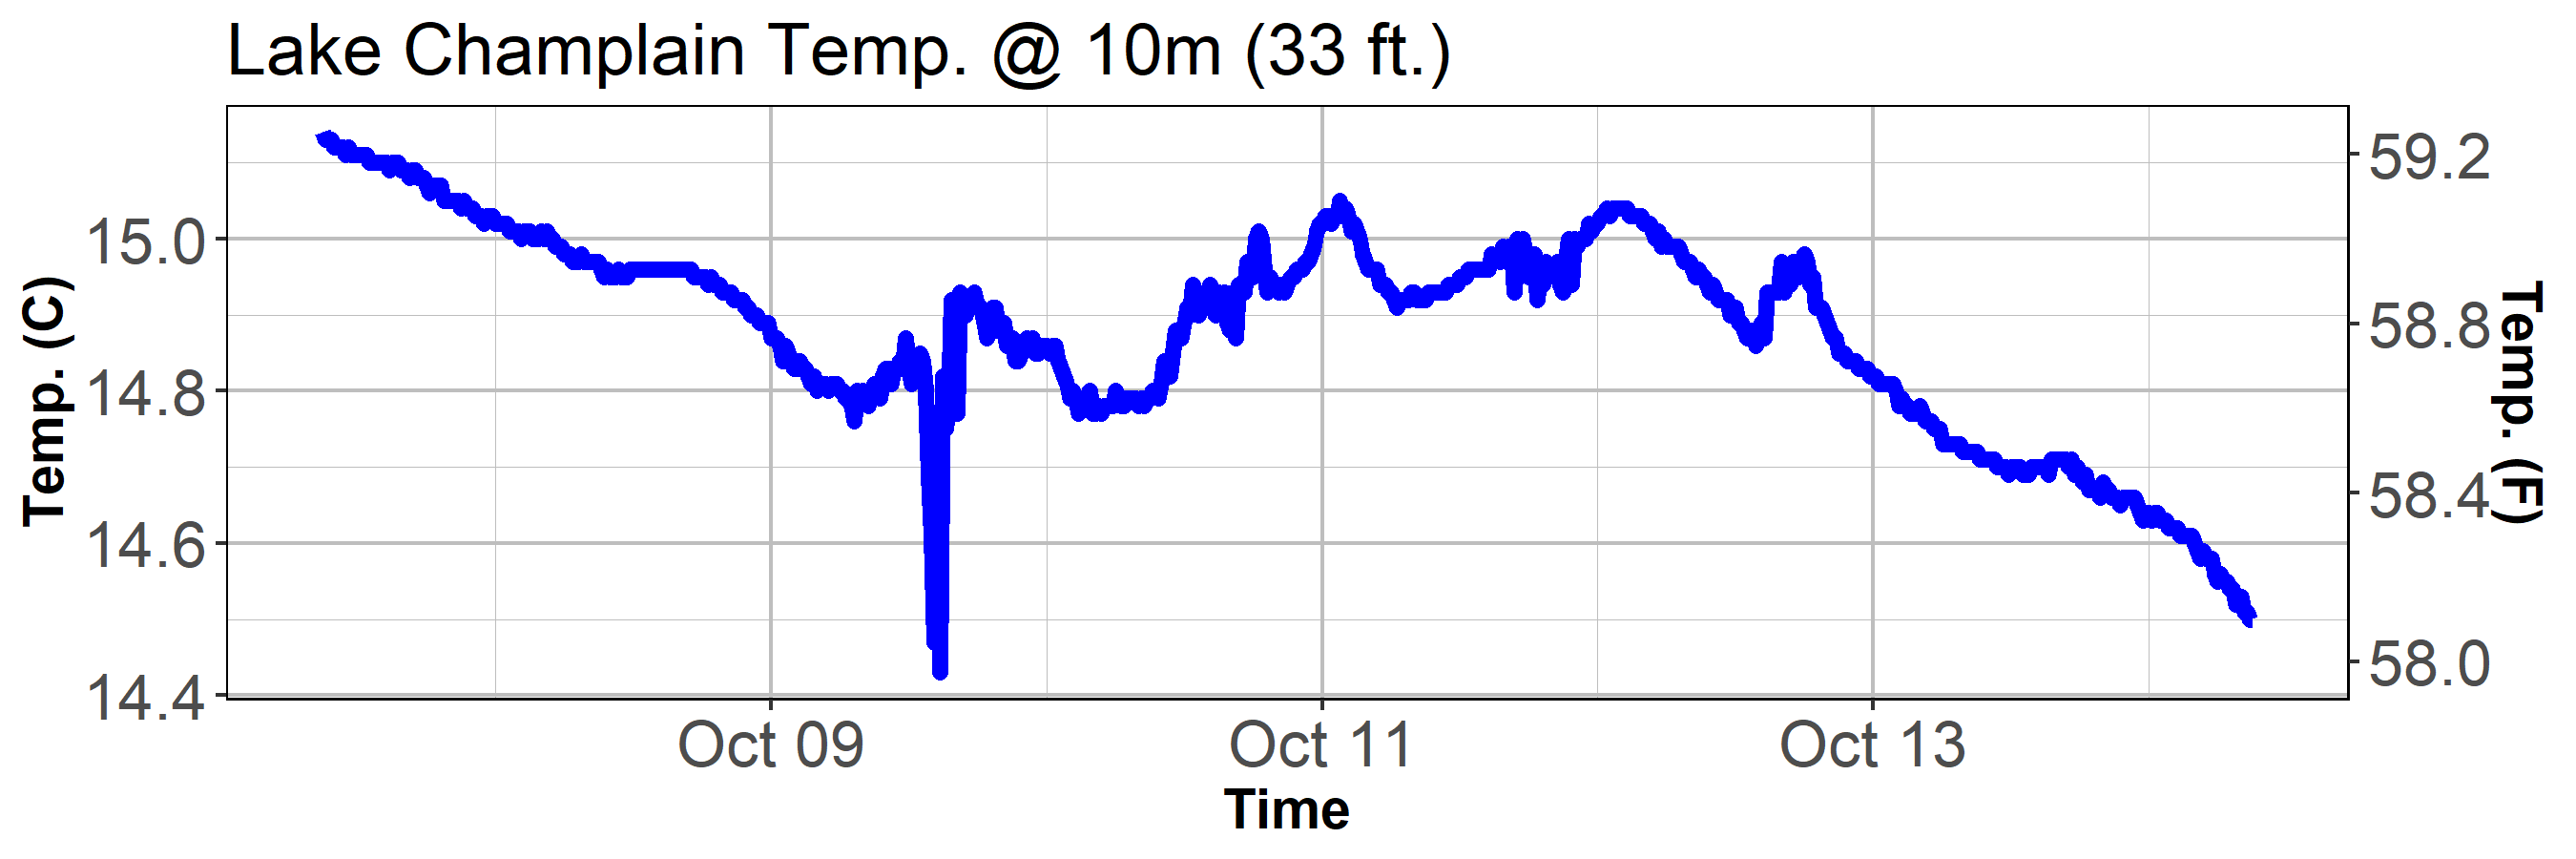 Lake Champlain Temp. @ 10m (33 ft.)
Temp. (C)
15.0
14.8
14.6
14.4
59.2
58.8
58.4
58.0
Temp. (F)
Oct 09
Oct 11
Oct 13
Time